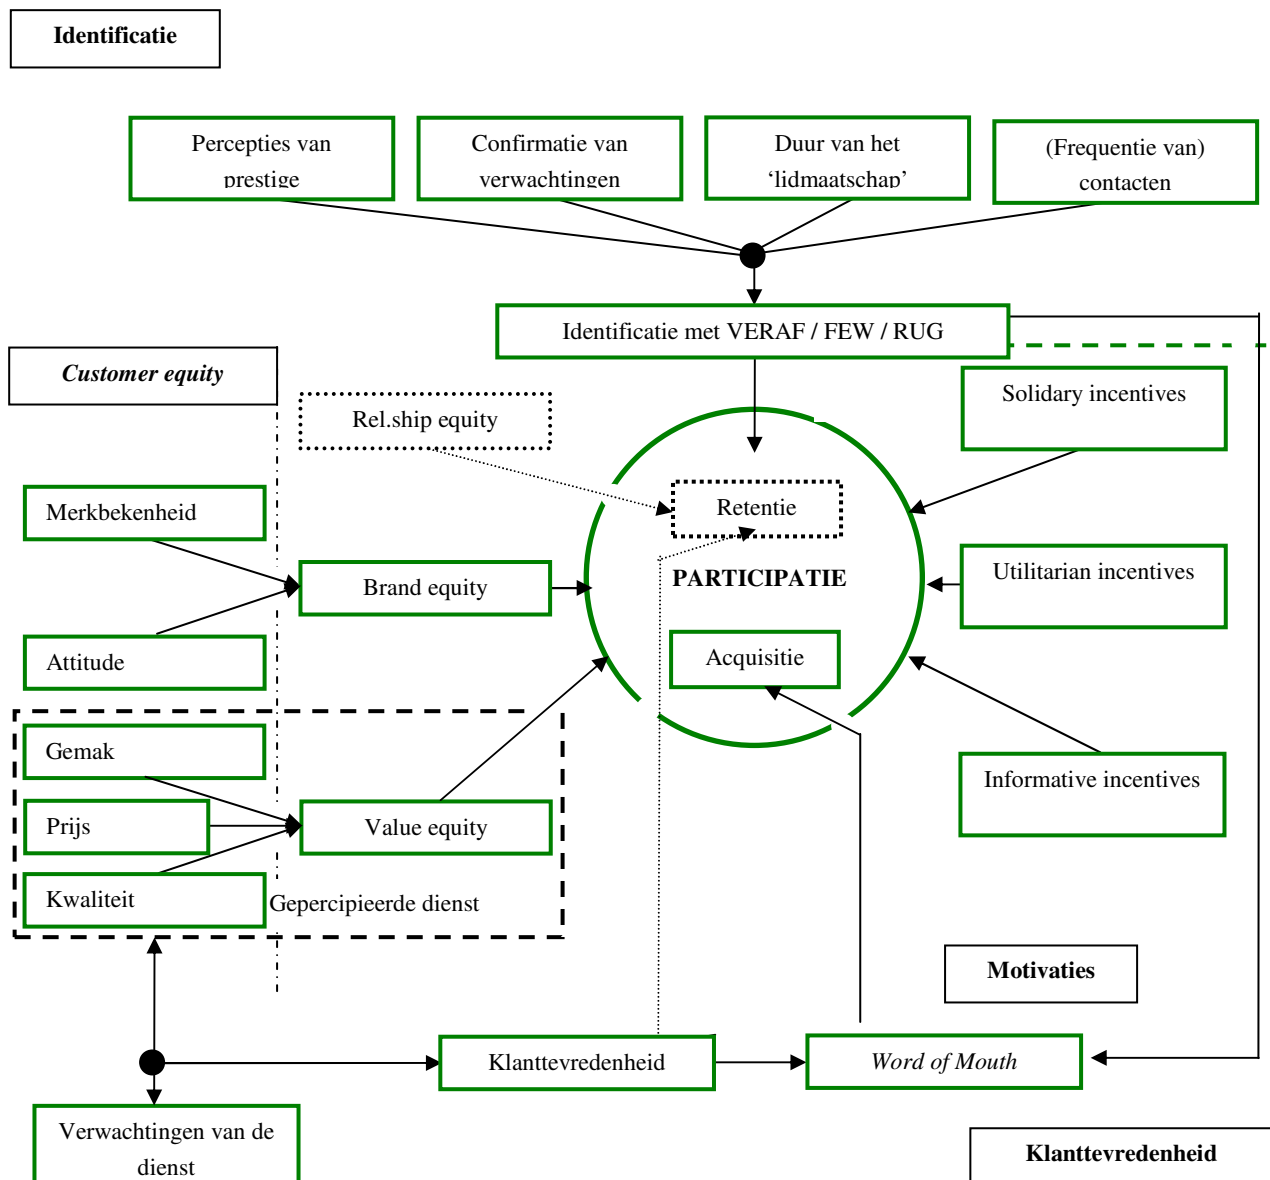 Identificatie
Percepties van
prestige
Confirmatie van
verwachtingen
Duur van het
‘lidmaatschap’
(Frequentie van)
contacten
Identificatie met VERAF / FEW / RUG
Customer equity
Rel.ship equity
Solidary incentives
Merkbekenheid
Retentie
Brand equity
PARTICIPATIE
Utilitarian incentives
Attitude
Acquisitie
Gemak
Prijs
Value equity
Informative incentives
Kwaliteit
Gepercipieerde dienst
Motivaties
Klanttevredenheid
Word of Mouth
Verwachtingen van de
dienst
Klanttevredenheid